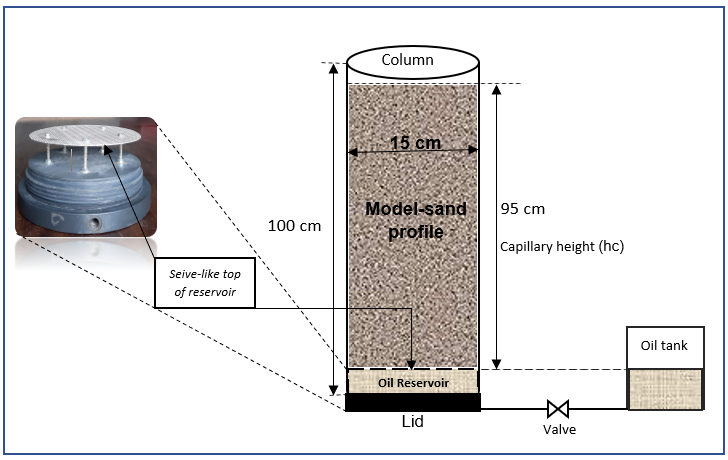 Column
15 cm
Model-sand
profile
100 cm
95 cm
Capillary height (hc)
Seive-like top
of reservoir
Oil Reservoir
Lid
Valve
Oil tank